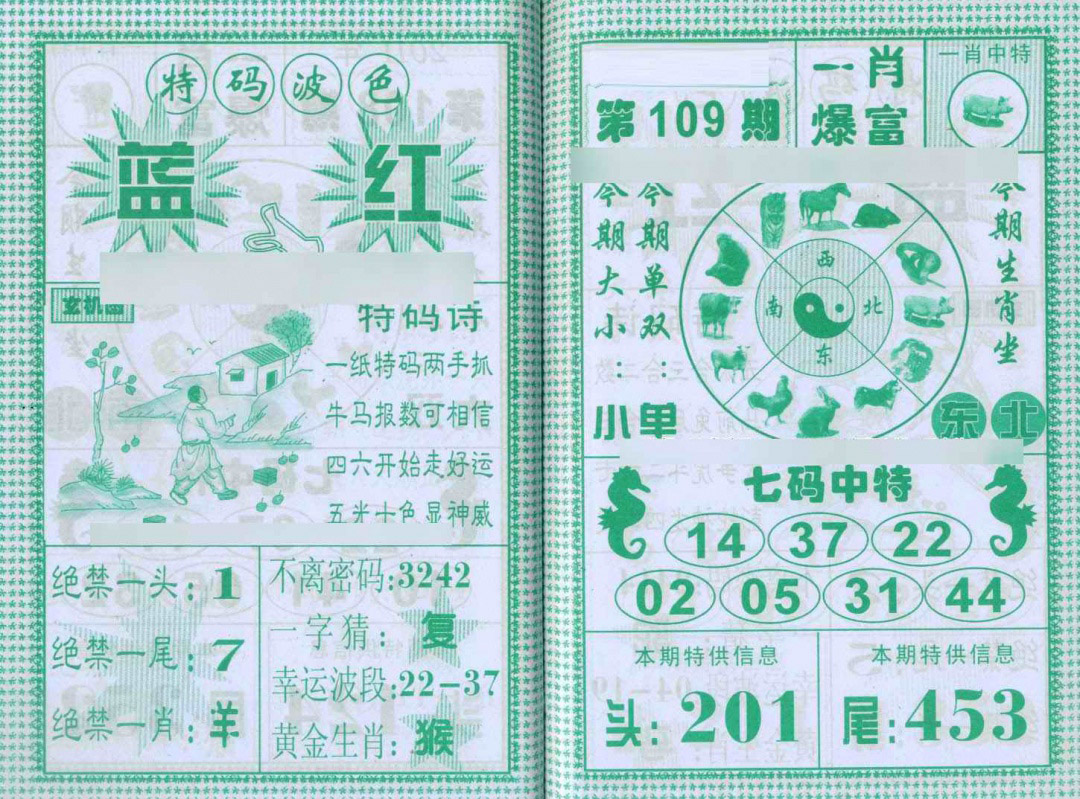 特码波色
蓝 红
玄机图
特码诗
一纸特码两手抓
牛马报数可相信
四六开始走好运
五光十色显神威
绝禁一头:1
绝禁一尾:7
绝禁一肖:羊
不离密码:3242
一字猜:复
幸运波段:22-37
黄金生肖:猴
第109期
一肖
爆富
一肖中特
今期大小:
小
今期单双:
单
西
南 北
东
今期生肖坐
东北
七码中特
14 37 22
02 05 31 44
本期特供信息
头:201
本期特供信息
尾:453